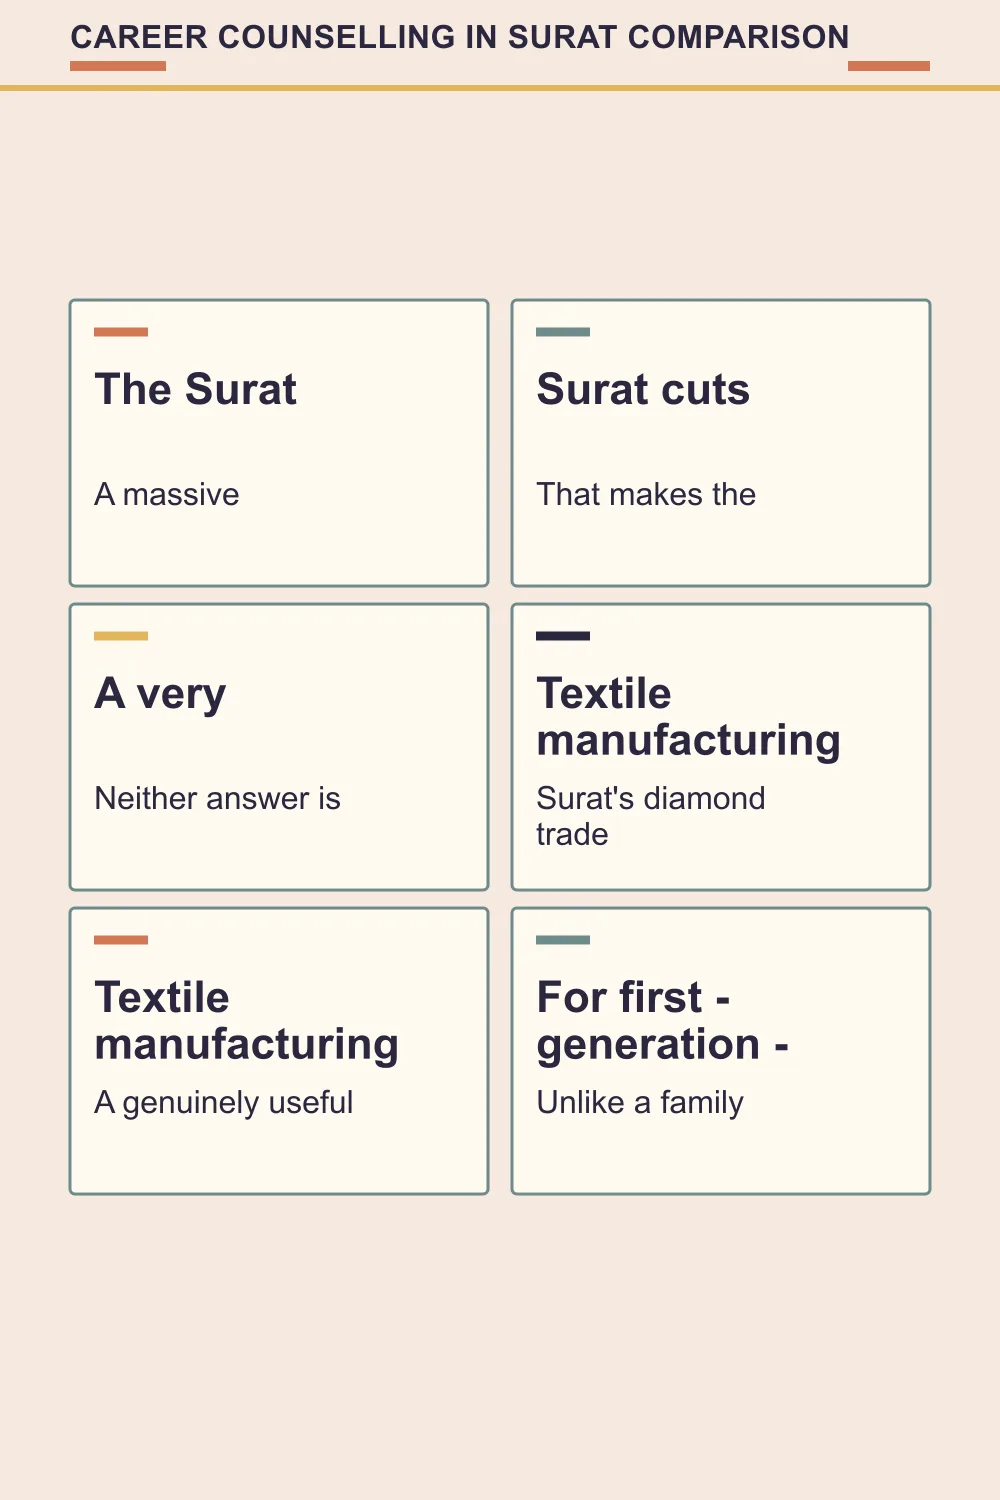 CAREER COUNSELLING IN SURAT COMPARISON
The Surat
A massive
Surat cuts
That makes the
A very
Neither answer is
Textile
manufacturing
Surat's diamond
trade
Textile
manufacturing
A genuinely useful
For first -
generation -
Unlike a family